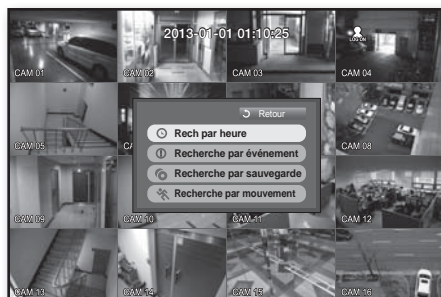 2013-01-01 01:10:25
LOG ON
CAM 01
CAM 02
CAM 03
CAM 04
Retour
Rech par heure
Recherche par événement
Recherche par sauvegarde
Recherche par mouvement
CAM 05
CAM 08
CAM 09
CAM 10
CAM 11
CAM 12
CAM 13
CAM 14
CAM 15
CAM 16